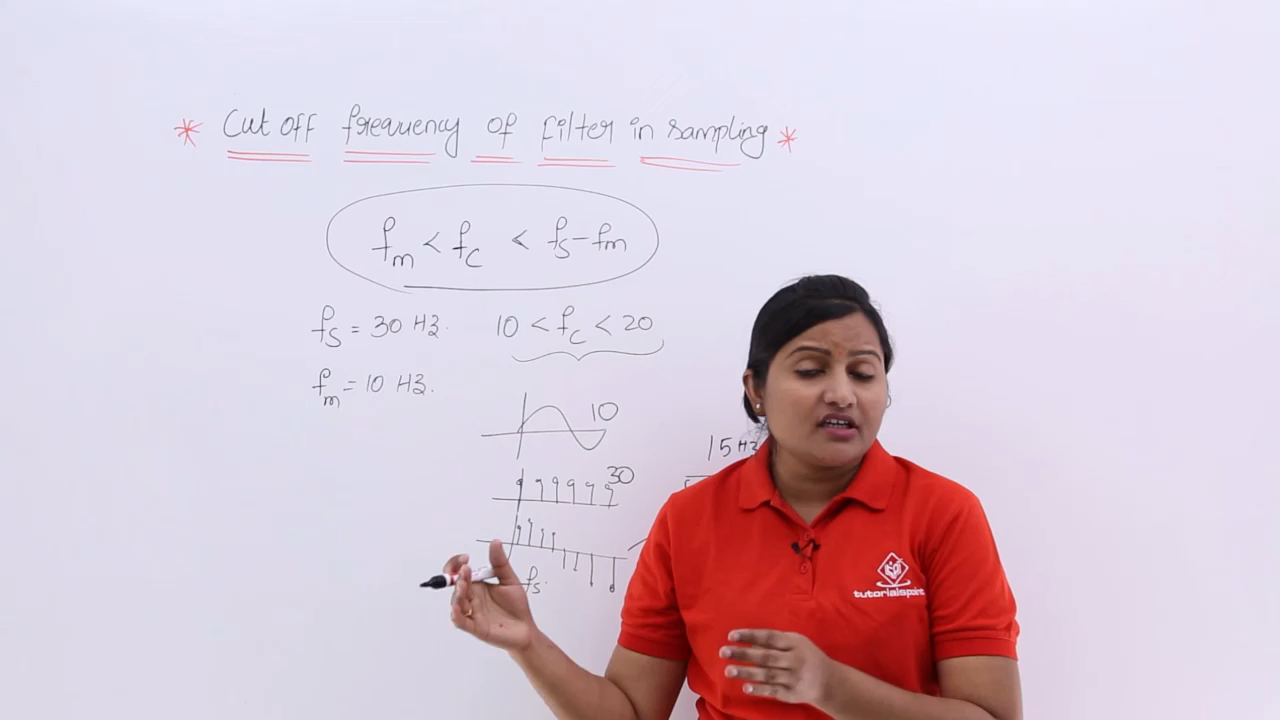 * Cut off frequency of filter in sampling *
fm < fc < fs - fm
fs = 30 Hz. 10 < fc < 20
fm = 10 Hz.
10
15 Hz
30
fs
tutorialspoint